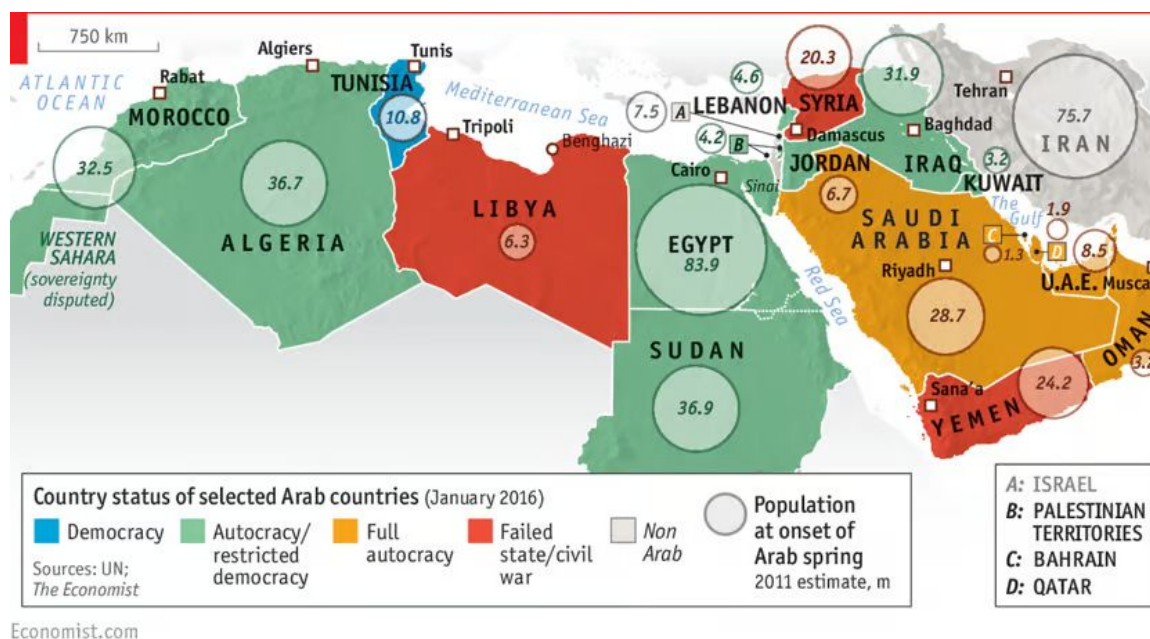 750 km
Algiers
Tunis
ATLANTIC
OCEAN
Rabat
MOROCCO
TUNISIA
10.8
Mediterranean Sea
Tripoli
Benghazi
32.5
36.7
ALGERIA
WESTERN
SAHARA
(sovereignty
disputed)
LIBYA
6.3
4.6
LEBANON
20.3
SYRIA
Damascus
31.9
Baghdad
IRAQ
Tehran
75.7
IRAN
7.5
A
4.2
B
Cairo
Sinai
JORDAN
6.7
3.2
KUWAIT
The
Gulf
EGYPT
83.9
Red Sea
SAUDI
ARABIA
Riyadh
28.7
C
1.3
1.9
D
8.5
U.A.E.
Musca
OMAN
3.2
SUDAN
36.9
Sana'a
YEMEN
24.2
Country status of selected Arab countries (January 2016)
Democracy
Autocracy/
restricted
democracy
Full
autocracy
Failed
state/civil
war
Non
Arab
Population
at onset of
Arab spring
2011 estimate, m
Sources: UN;
The Economist
A: ISRAEL
B: PALESTINIAN
TERRITORIES
C: BAHRAIN
D: QATAR
Economist.com